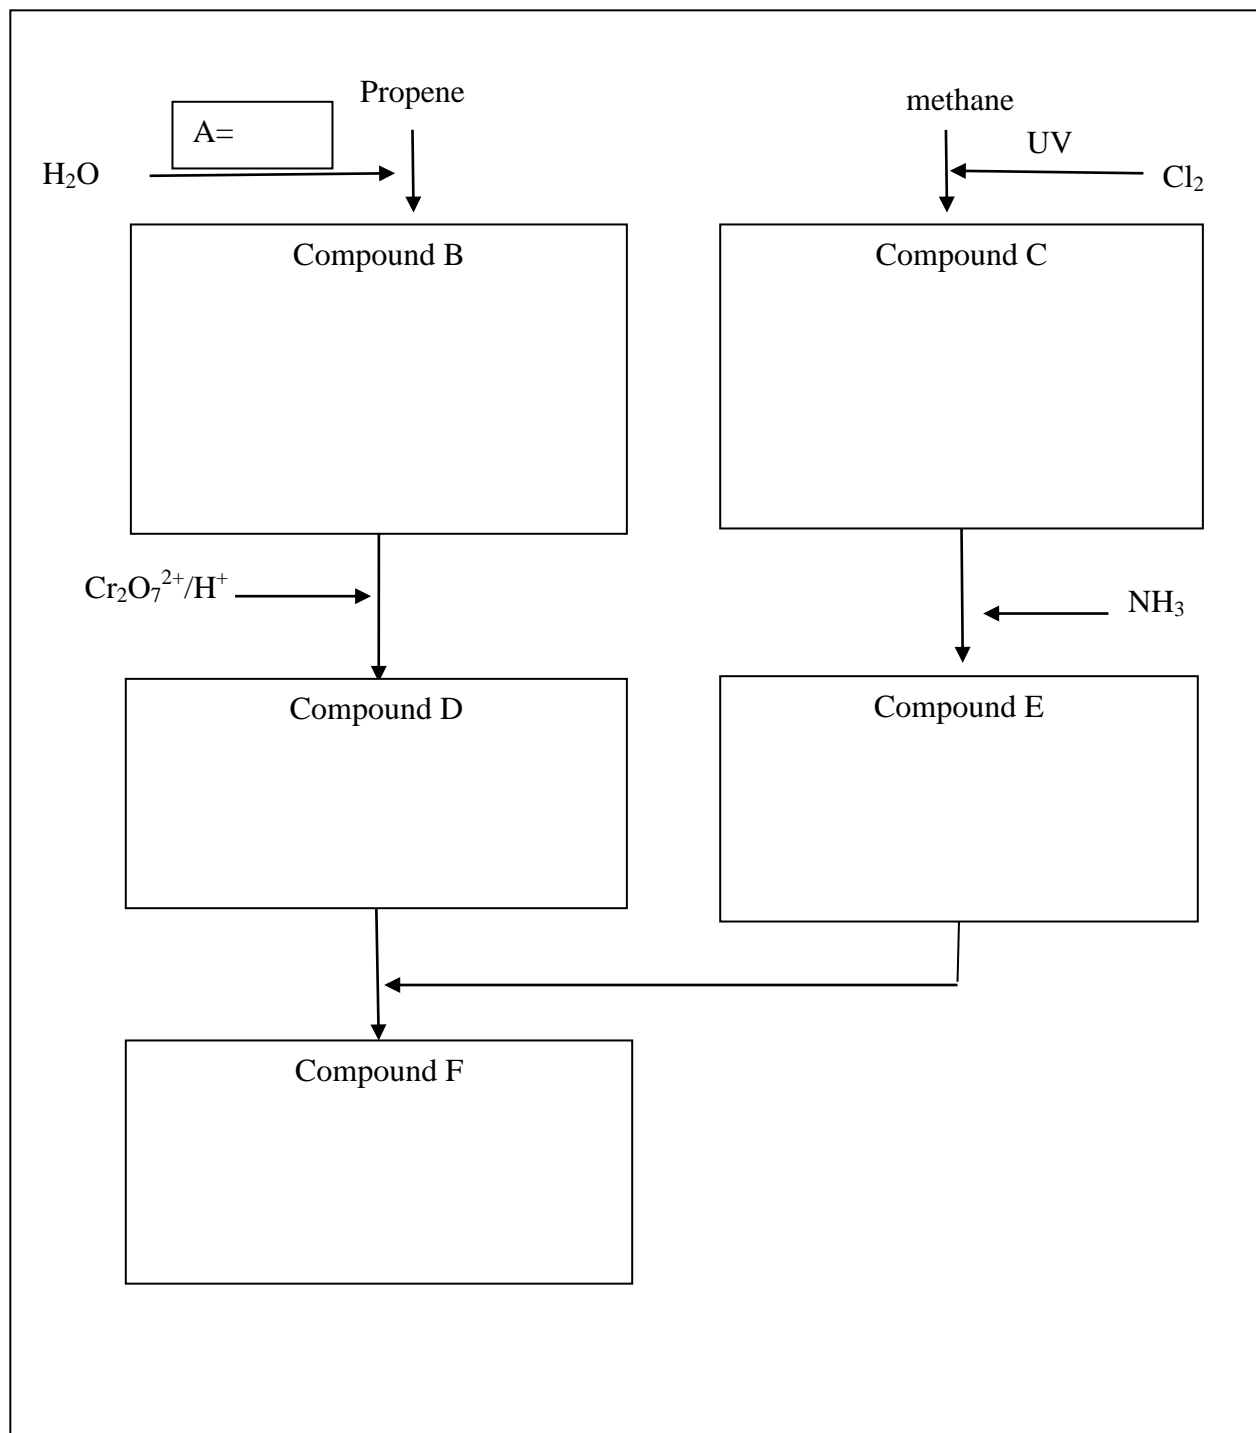 Propene
methane
A=
UV
H₂O
Cl₂
Compound B
Compound C
Cr₂O₇²⁺/H⁺
NH₃
Compound D
Compound E
Compound F